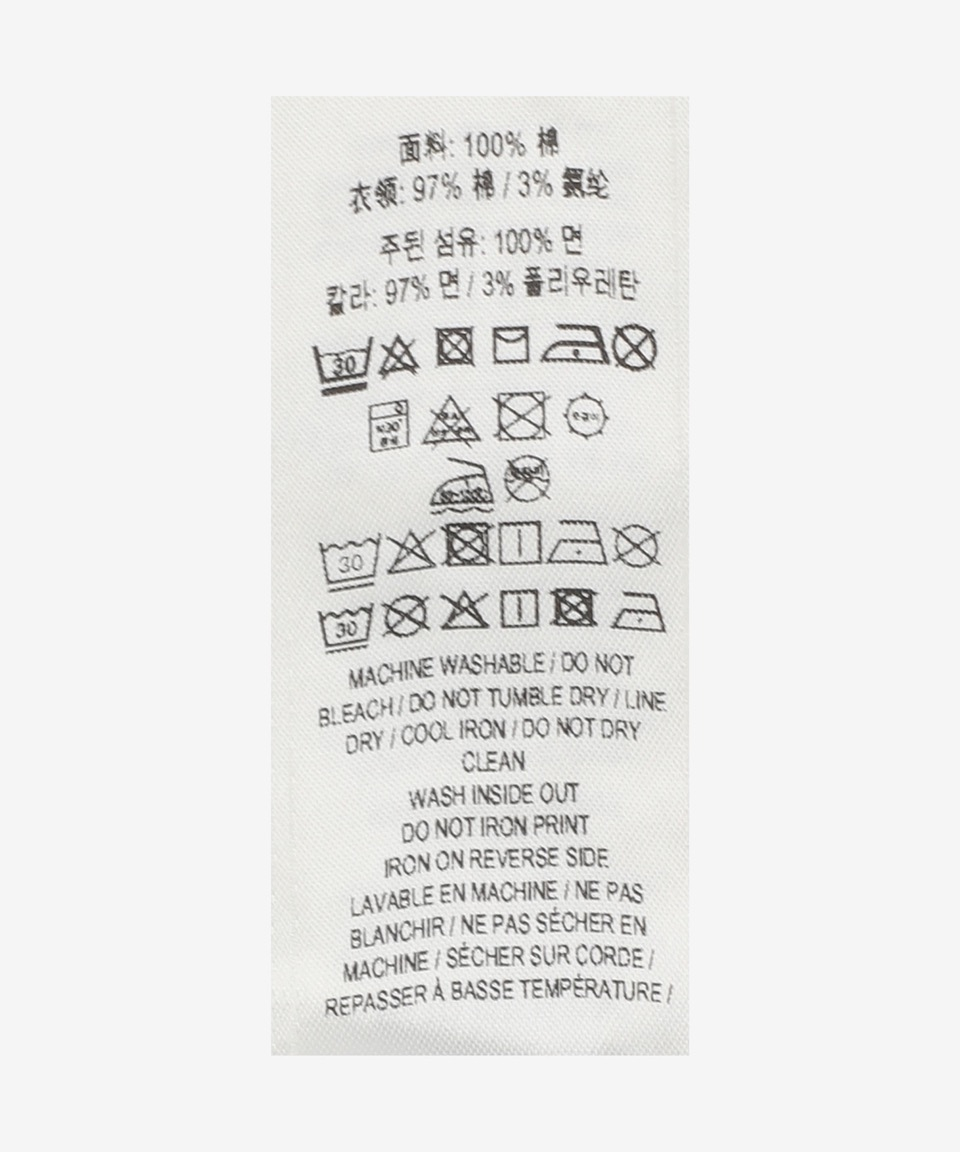 面料: 100% 棉
衣领: 97% 棉 / 3% 氨纶
주된 섬유: 100% 면
칼라: 97% 면 / 3% 폴리우레탄
30
30
30
MACHINE WASHABLE / DO NOT
BLEACH / DO NOT TUMBLE DRY / LINE
DRY / COOL IRON / DO NOT DRY
CLEAN
WASH INSIDE OUT
DO NOT IRON PRINT
IRON ON REVERSE SIDE
LAVABLE EN MACHINE / NE PAS
BLANCHIR / NE PAS SÉCHER EN
MACHINE / SÉCHER SUR CORDE /
REPASSER À BASSE TEMPÉRATURE /